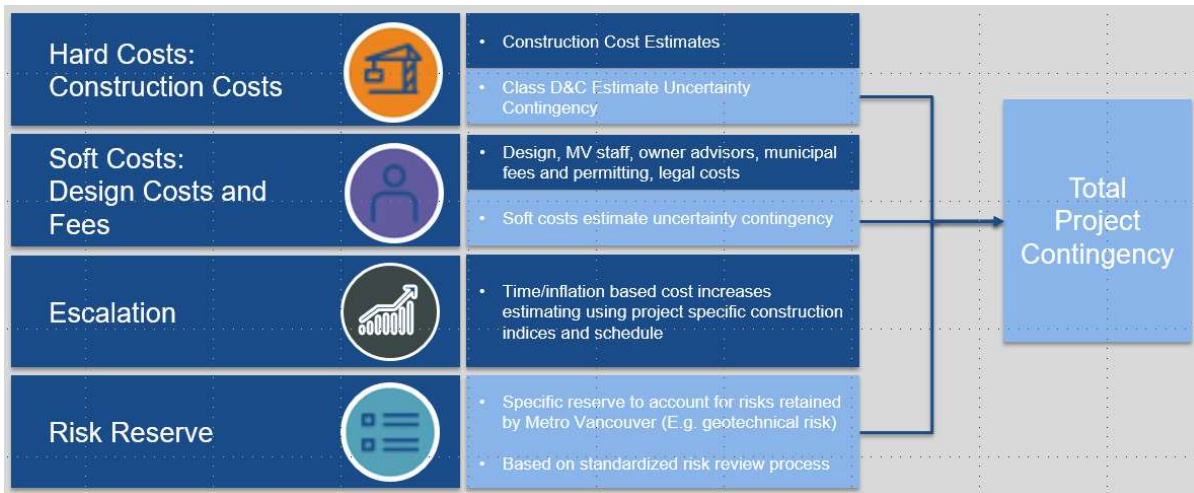 Hard Costs:
Construction Costs
• Construction Cost Estimates
• Class D&C Estimate Uncertainty
Contingency
Soft Costs:
Design Costs and
Fees
• Design, MV staff, owner advisors, municipal
fees and permitting, legal costs
• Soft costs estimate uncertainty contingency
Escalation
• Time/inflation based cost increases
estimating using project specific construction
indices and schedule
Risk Reserve
• Specific reserve to account for risks retained
by Metro Vancouver (E.g. geotechnical risk)
• Based on standardized risk review process
Total
Project
Contingency